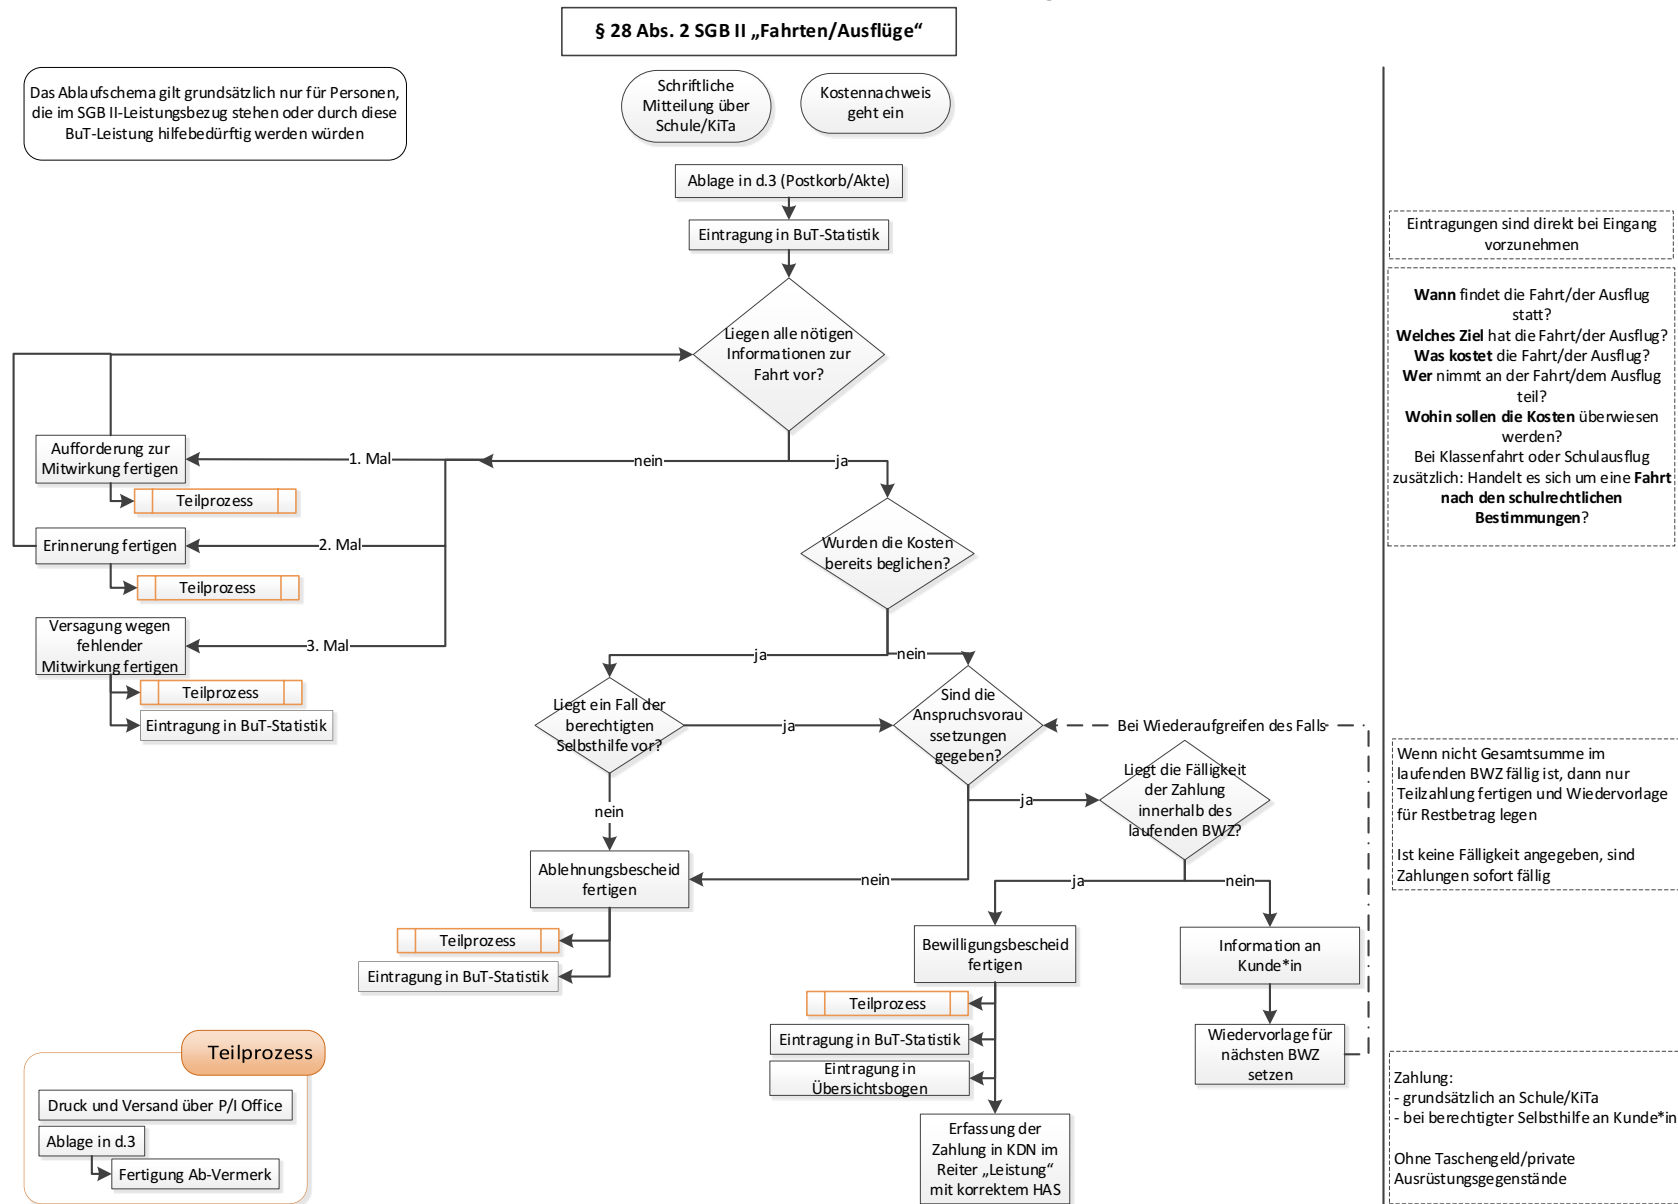 § 28 Abs. 2 SGB II „Fahrten/Ausflüge“
Das Ablaufschema gilt grundsätzlich nur für Personen,
die im SGB II-Leistungsbezug stehen oder durch diese
BuT-Leistung hilfebedürftig werden würden
Schriftliche
Mitteilung über
Schule/KiTa
Kostennachweis
geht ein
Ablage in d.3 (Postkorb/Akte)
Eintragung in BuT-Statistik
Eintragungen sind direkt bei Eingang
vorzunehmen
Liegen alle nötigen
Informationen zur
Fahrt vor?
Wann findet die Fahrt/der Ausflug
statt?
Welches Ziel hat die Fahrt/der Ausflug?
Was kostet die Fahrt/der Ausflug?
Wer nimmt an der Fahrt/dem Ausflug
teil?
Wohin sollen die Kosten überwiesen
werden?
Bei Klassenfahrt oder Schulausflug
zusätzlich: Handelt es sich um eine Fahrt
nach den schulrechtlichen
Bestimmungen?
nein
ja
1. Mal
Aufforderung zur
Mitwirkung fertigen
Teilprozess
2. Mal
Erinnerung fertigen
Teilprozess
3. Mal
Versagung wegen
fehlender
Mitwirkung fertigen
Teilprozess
Eintragung in BuT-Statistik
Wurden die Kosten
bereits beglichen?
ja
nein
Liegt ein Fall der
berechtigten
Selbsthilfe vor?
ja
nein
Sind die
Anspruchsvorau
ssetzungen
gegeben?
Bei Wiederaufgreifen des Falls
ja
nein
Liegt die Fälligkeit
der Zahlung
innerhalb des
laufenden BWZ?
Wenn nicht Gesamtsumme im
laufenden BWZ fällig ist, dann nur
Teilzahlung fertigen und Wiedervorlage
für Restbetrag legen
Ist keine Fälligkeit angegeben, sind
Zahlungen sofort fällig
Ablehnungsbescheid
fertigen
Teilprozess
Eintragung in BuT-Statistik
ja
nein
Bewilligungsbescheid
fertigen
Teilprozess
Eintragung in BuT-Statistik
Eintragung in
Übersichtsbogen
Erfassung der
Zahlung in KDN im
Reiter „Leistung“
mit korrektem HAS
Information an
Kunde*in
Wiedervorlage für
nächsten BWZ
setzen
Teilprozess
Druck und Versand über P/I Office
Ablage in d.3
Fertigung Ab-Vermerk
Zahlung:
- grundsätzlich an Schule/KiTa
- bei berechtigter Selbsthilfe an Kunde*in
Ohne Taschengeld/private
Ausrüstungsgegenstände